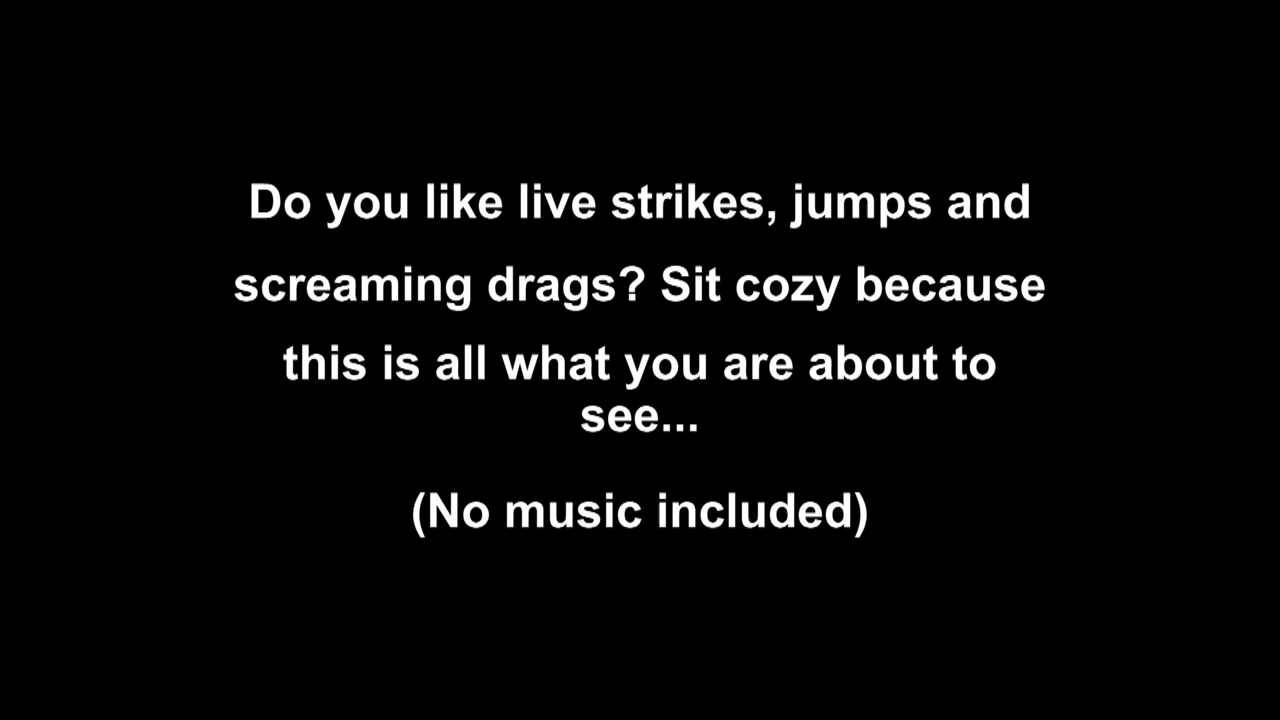 Do you like live strikes, jumps and
screaming drags? Sit cozy because
this is all what you are about to
see...
(No music included)